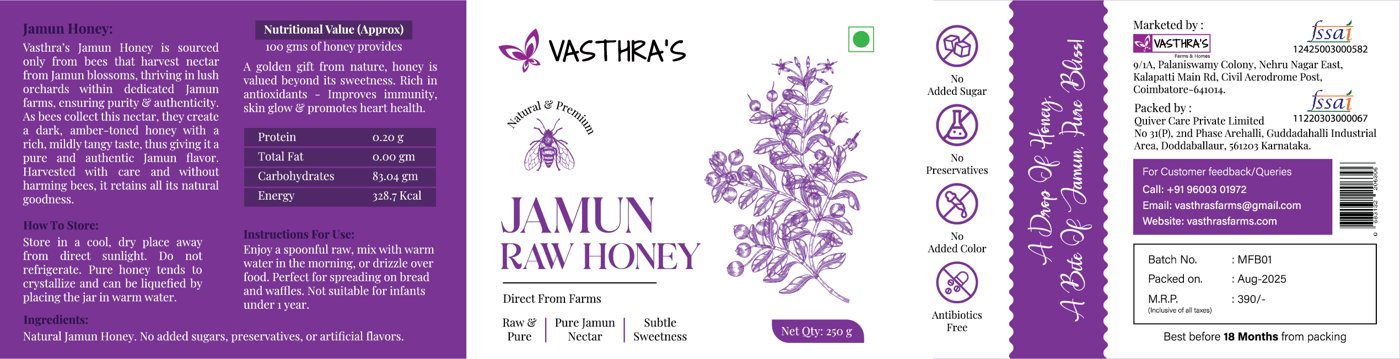 Jamun Honey:
Vasthra's Jamun Honey is sourced
only from bees that harvest nectar
from Jamun blossoms, thriving in lush
orchards within dedicated Jamun
farms, ensuring purity & authenticity.
As bees collect this nectar, they create
a dark, amber-toned honey with a
rich, mildly tangy taste, thus giving it a
pure and authentic Jamun flavor.
Harvested with care and without
harming bees, it retains all its natural
goodness.
How To Store:
Store in a cool, dry place away
from direct sunlight. Do not
refrigerate. Pure honey tends to
crystallize and can be liquefied by
placing the jar in warm water.
Nutritional Value (Approx)
100 gms of honey provides
A golden gift from nature, honey is
valued beyond its sweetness. Rich in
antioxidants - Improves immunity,
skin glow & promotes heart health.
Protein 0.20 g
Total Fat 0.00 gm
Carbohydrates 83.04 gm
Energy 328.7 Kcal
Instructions For Use:
Enjoy a spoonful raw, mix with warm
water in the morning, or drizzle over
food. Perfect for spreading on bread
and waffles. Not suitable for infants
under 1 year.
Ingredients:
Natural Jamun Honey. No added sugars, preservatives, or artificial flavors.
VASTHRA'S
Natural & Premium
JAMUN
RAW HONEY
Direct From Farms
Raw &
Pure
Pure Jamun
Nectar
Subtle
Sweetness
Net Qty: 250 g
No
Added Sugar
No
Preservatives
No
Added Color
Antibiotics
Free
A Drop Of Honey,
A Bite Of Jamun, Pure Bliss!
Marketed by :
VASTHRA'S
Farms & Homes
fssai
12425003000582
9/1A, Palaniswamy Colony, Nehru Nagar East,
Kalapatti Main Rd, Civil Aerodrome Post,
Coimbatore-641014.
Packed by :
fssai
11220303000067
Quiver Care Private Limited
No 31(P), 2nd Phase Arehalli, Guddadahalli Industrial
Area, Doddaballaur, 561203 Karnataka.
For Customer feedback/Queries
Call: +91 96003 01972
Email: vasthrasfarms@gmail.com
Website: vasthrasfarms.com
Batch No. : MFB01
Packed on. : Aug-2025
M.R.P. : 390/-
(Inclusive of all taxes)
Best before 18 Months from packing